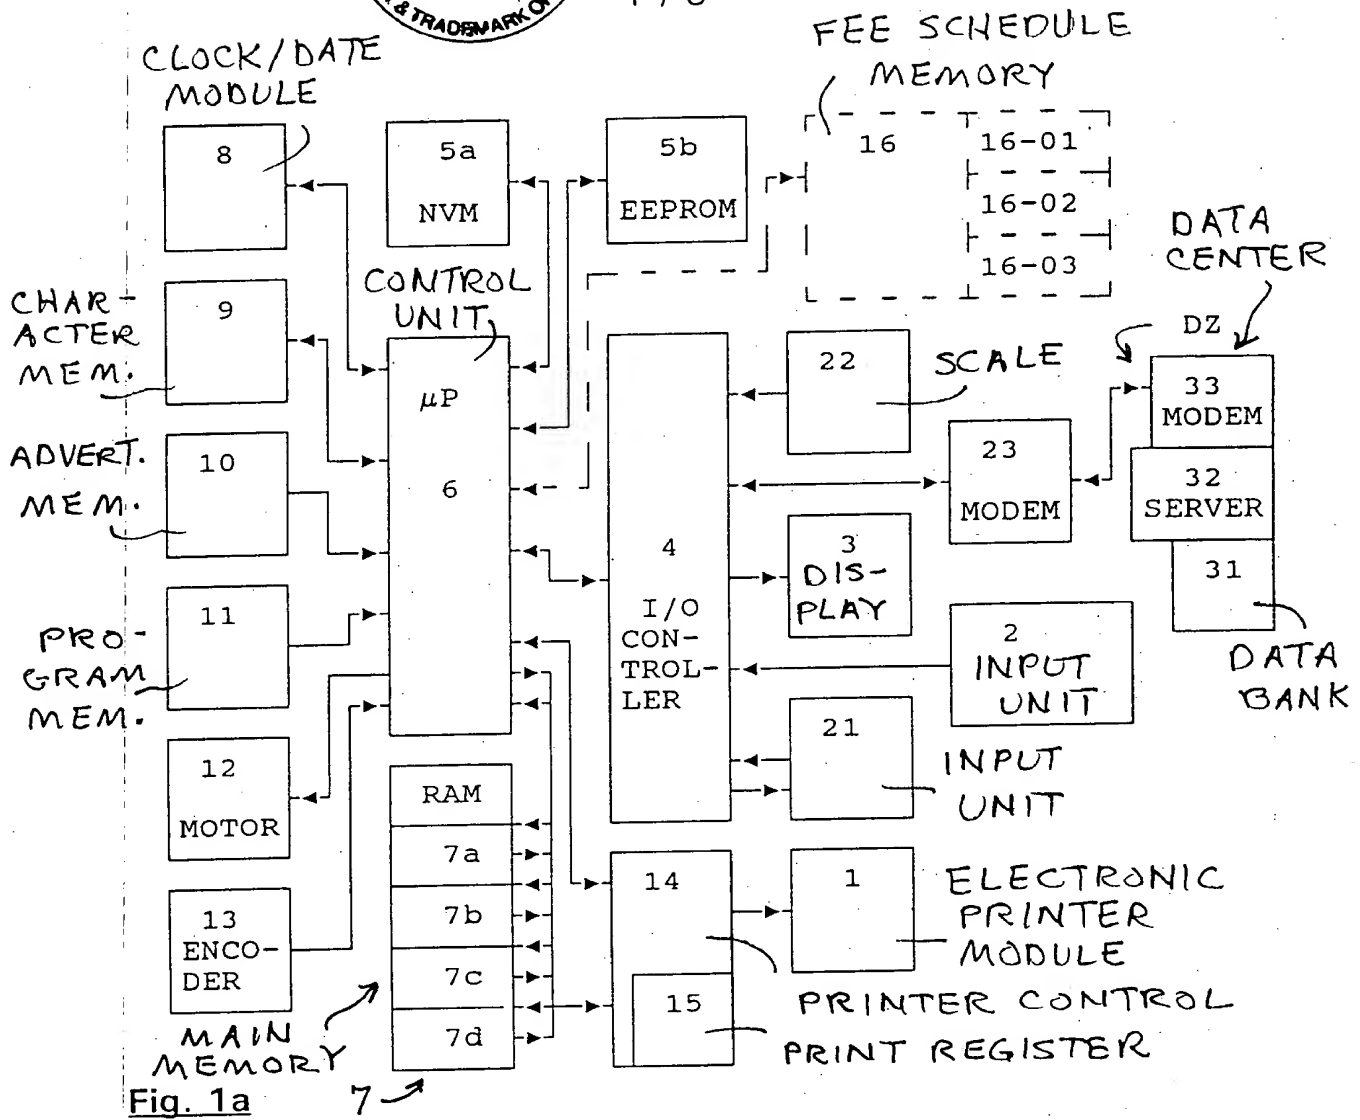 & TRADEMARK
CLOCK/DATE
MODULE
FEE SCHEDULE
MEMORY
8
5a
NVM
5b
EEPROM
16
16-01
16-02
16-03
DATA
CENTER
CHAR-
ACTER
MEM.
9
CONTROL
UNIT
μP
6
22
SCALE
DZ
33
MODEM
32
SERVER
31
DATA
BANK
ADVERT.
MEM.
10
23
MODEM
4
I/O
CON-
TROL-
LER
3
DIS-
PLAY
PRO-
GRAM
MEM.
11
2
INPUT
UNIT
21
INPUT
UNIT
12
MOTOR
RAM
7a
7b
7c
7d
13
ENCO-
DER
14
15
1
ELECTRONIC
PRINTER
MODULE
PRINTER CONTROL
PRINT REGISTER
MAIN
MEMORY
7
Fig. 1a